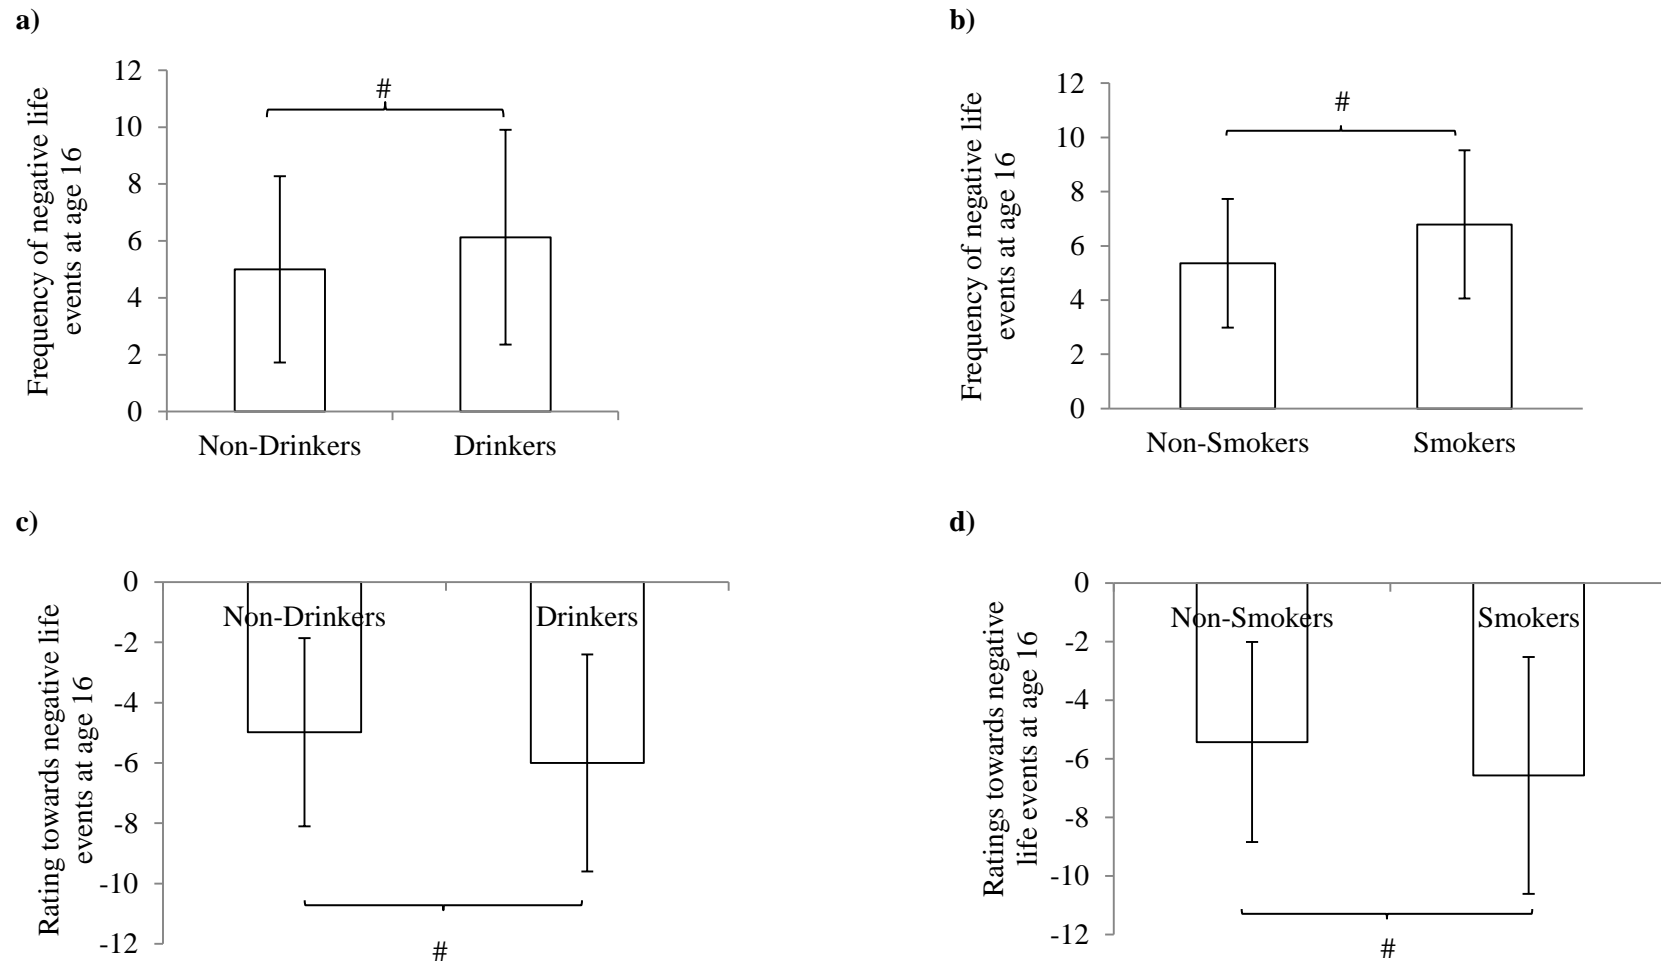 a)
Frequency of negative life
events at age 16
12
10
8
6
4
2
0
#
Non-Drinkers
Drinkers
b)
Frequency of negative life
events at age 16
12
10
8
6
4
2
0
#
Non-Smokers
Smokers
c)
Rating towards negative life
events at age 16
0
-2
-4
-6
-8
-10
-12
Non-Drinkers
Drinkers
#
d)
Ratings towards negative
life events at age 16
0
-2
-4
-6
-8
-10
-12
Non-Smokers
Smokers
#